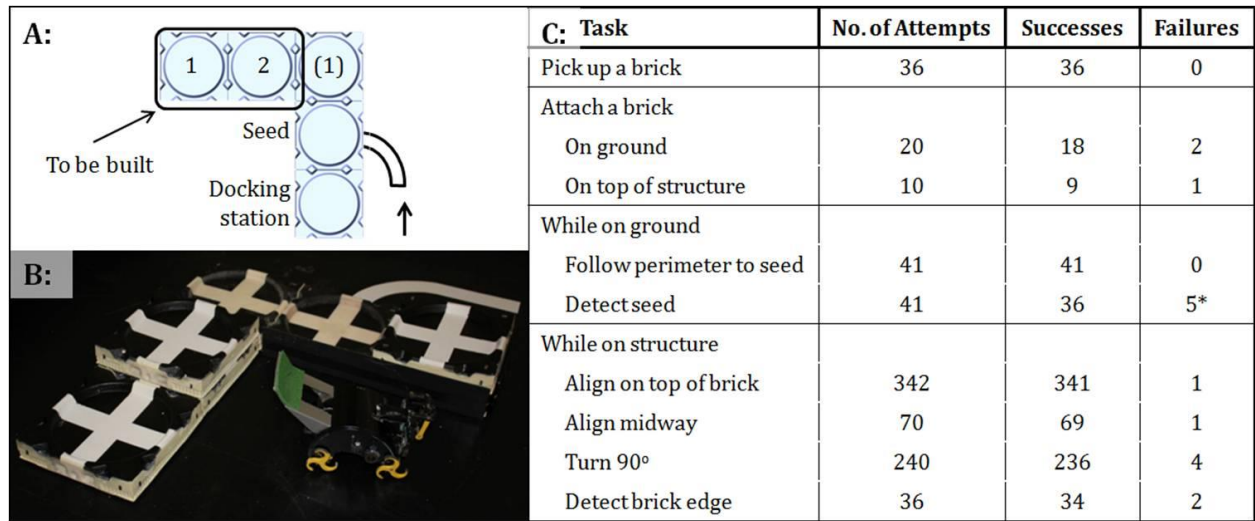 A:
1 2 (1)
Seed
To be built
Docking
station
B:
C: Task No. of Attempts Successes Failures
Pick up a brick 36 36 0
Attach a brick
On ground 20 18 2
On top of structure 10 9 1
While on ground
Follow perimeter to seed 41 41 0
Detect seed 41 36 5*
While on structure
Align on top of brick 342 341 1
Align midway 70 69 1
Turn 90º 240 236 4
Detect brick edge 36 34 2